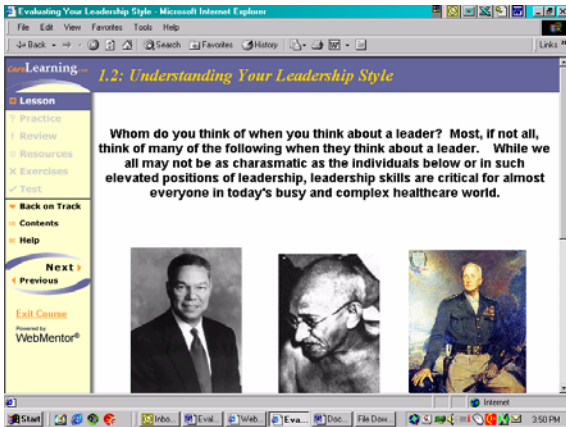 Evaluating Your Leadership Style - Microsoft Internet Explorer
File Edit View Favorites Tools Help
Back Search Favorites History Links
Learning
1.2: Understanding Your Leadership Style
Lesson
Practice
Review
Resources
Exercises
Test
Back on Track
Contents
Help
Next
Previous
Exit Course
Powered by
WebMentor®
Whom do you think of when you think about a leader? Most, if not all,
think of many of the following when they think about a leader. While we
all may not be as charasmatic as the individuals below or in such
elevated positions of leadership, leadership skills are critical for almost
everyone in today's busy and complex healthcare world.
Internet
Start Inbo... Eval... Web... Eva... Doc... File Dow... 3:50 PM